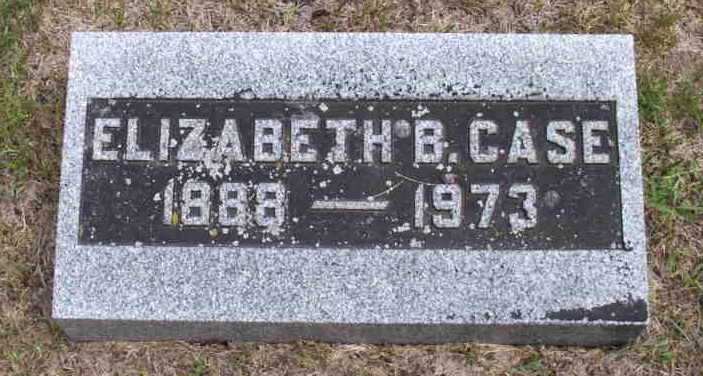 ELIZABETH B. CASE
1888 — 1973